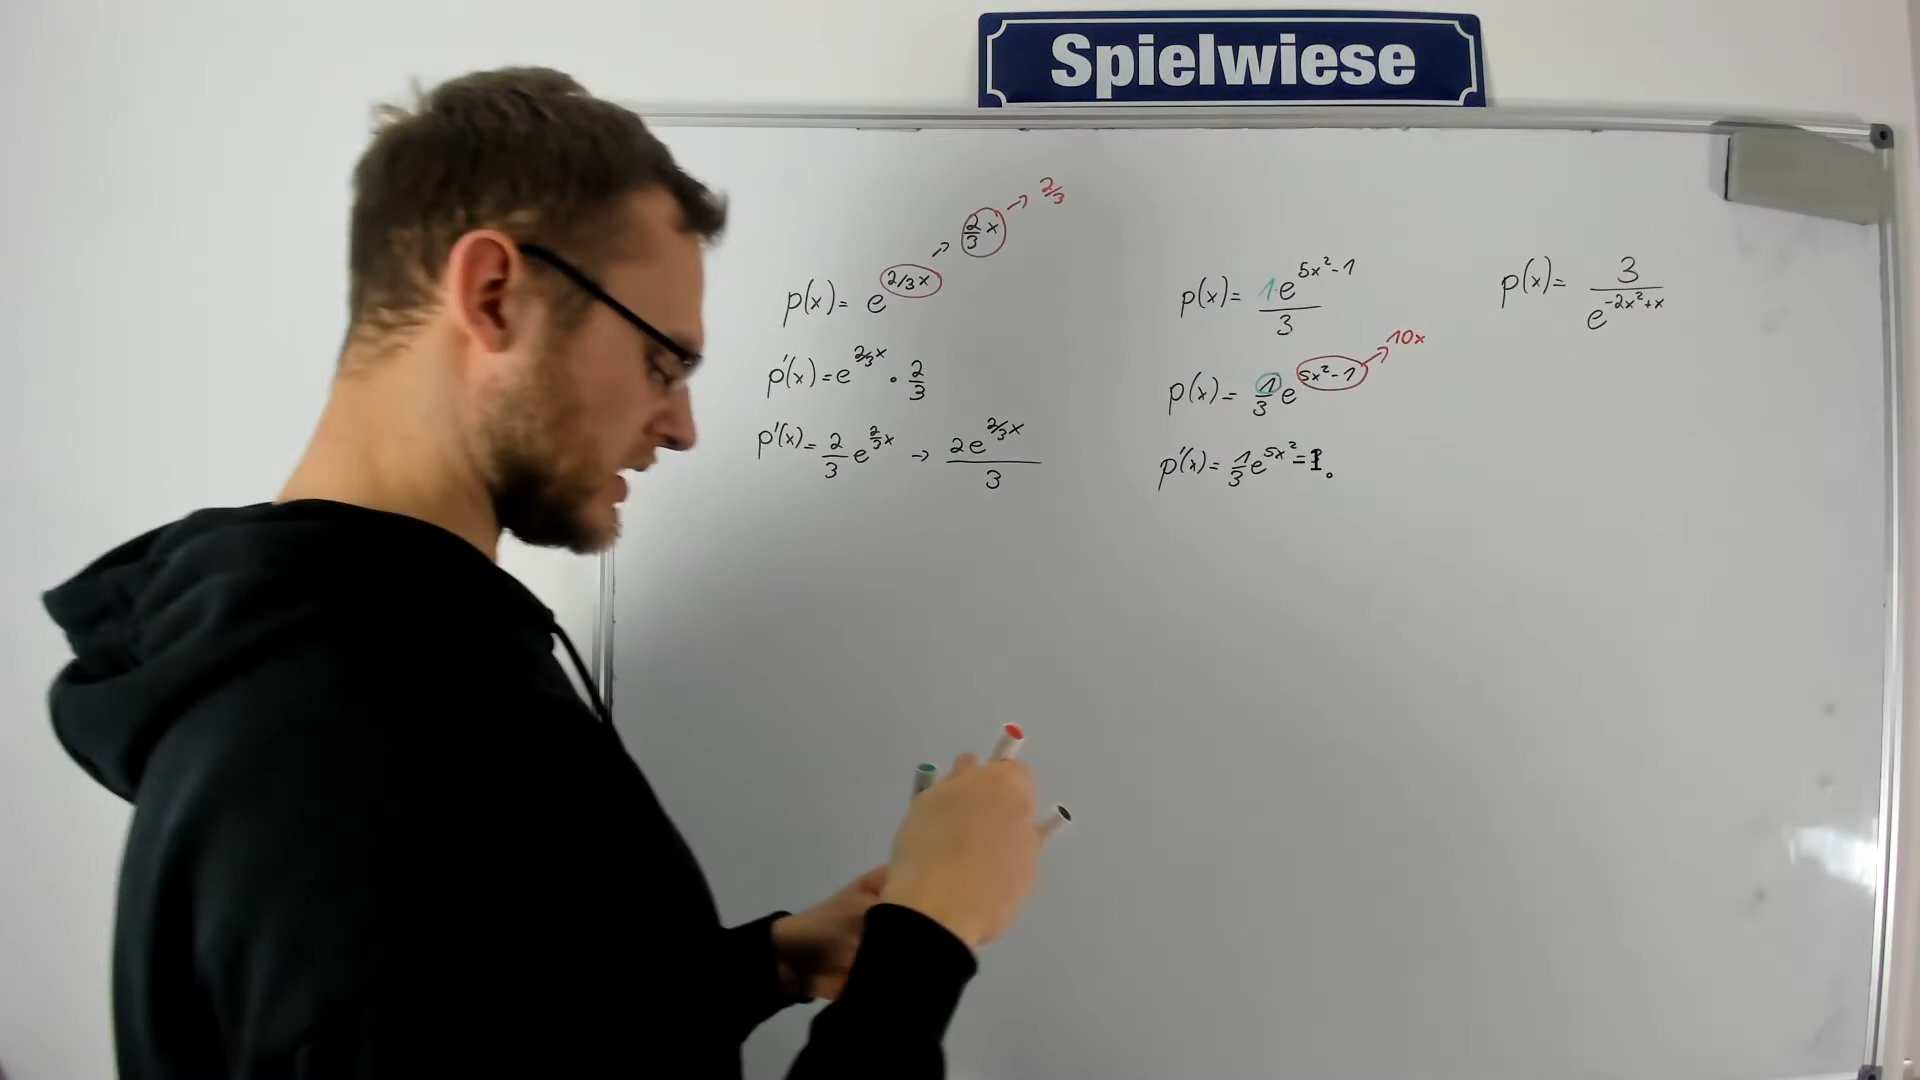 Spielwiese
2/3
2/3 x
p(x) = e^2/3x
p'(x) = e^2/3x · 2/3
p'(x) = 2/3 e^2/3x → 2e^2/3x / 3
p(x) = 1·e^5x²-1 / 3
p(x) = 1/3 e^5x²-1 → 10x
p'(x) = 1/3 e^5x²=1 ·
p(x) = 3 / e^-2x²+x